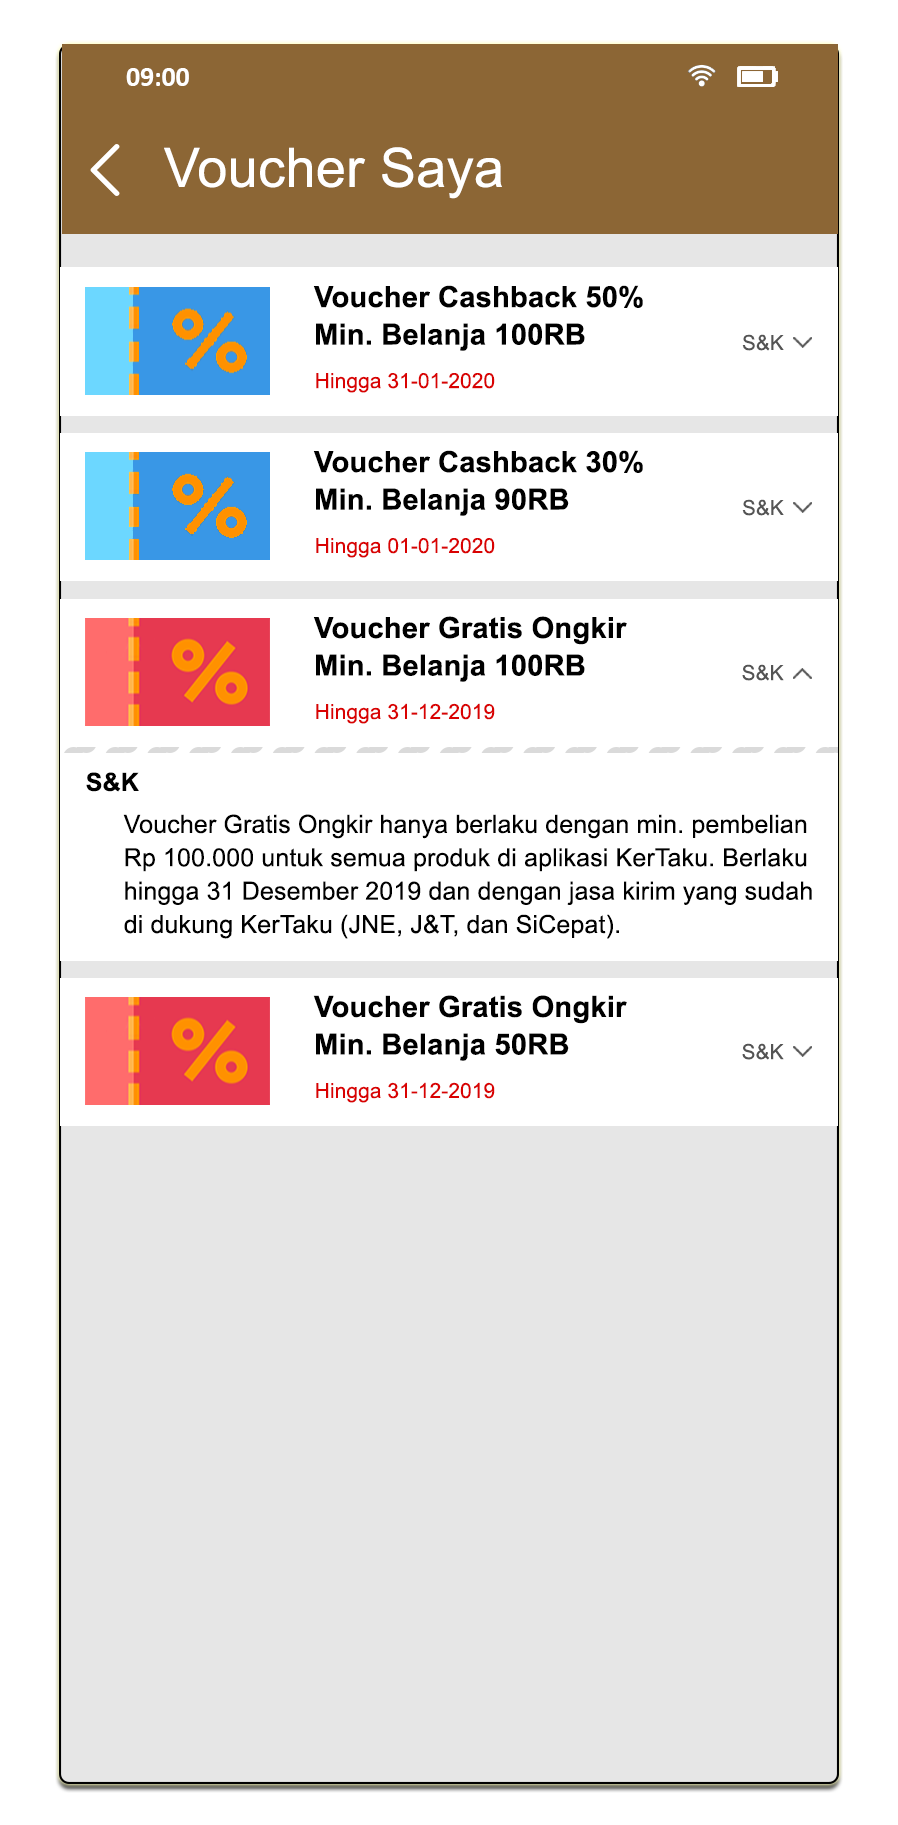 09:00
Voucher Saya
Voucher Cashback 50%
Min. Belanja 100RB
S&K
Hingga 31-01-2020
Voucher Cashback 30%
Min. Belanja 90RB
S&K
Hingga 01-01-2020
Voucher Gratis Ongkir
Min. Belanja 100RB
S&K
Hingga 31-12-2019
S&K
Voucher Gratis Ongkir hanya berlaku dengan min. pembelian
Rp 100.000 untuk semua produk di aplikasi KerTaku. Berlaku
hingga 31 Desember 2019 dan dengan jasa kirim yang sudah
di dukung KerTaku (JNE, J&T, dan SiCepat).
Voucher Gratis Ongkir
Min. Belanja 50RB
S&K
Hingga 31-12-2019